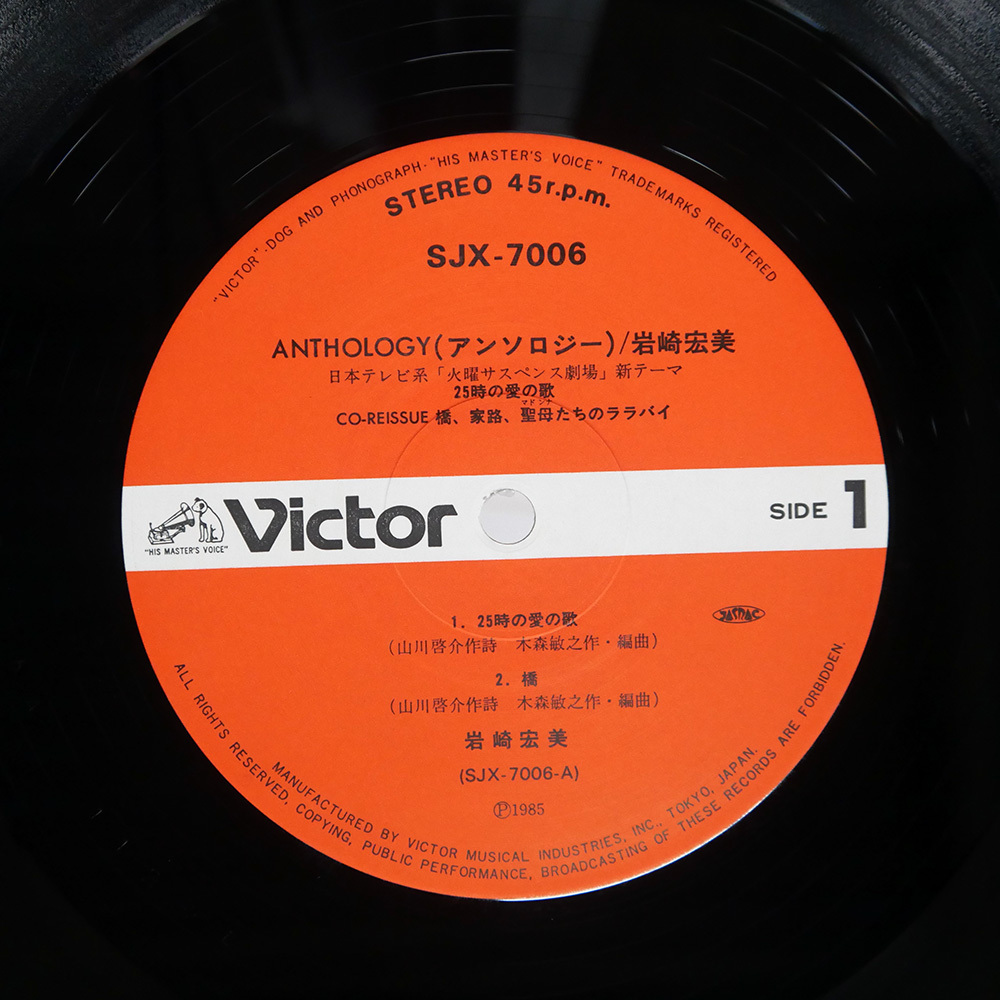 "VICTOR"-DOG AND PHONOGRAPH-"HIS MASTER'S VOICE" TRADEMARKS REGISTERED
STEREO 45r.p.m.
SJX-7006
ANTHOLOGY(アンソロジー)/岩崎宏美
日本テレビ系「火曜サスペンス劇場」新テーマ
25時の愛の歌
マドンナ
CO-REISSUE 橋、家路、聖母たちのララバイ
"HIS MASTER'S VOICE"
Victor
SIDE 1
1. 25時の愛の歌
(山川啓介作詩 木森敏之作・編曲)
JASRAC
2. 橋
(山川啓介作詩 木森敏之作・編曲)
岩崎宏美
(SJX-7006-A)
Ⓟ1985
MANUFACTURED BY VICTOR MUSICAL INDUSTRIES, INC., TOKYO, JAPAN.
ALL RIGHTS RESERVED, COPYING, PUBLIC PERFORMANCE, BROADCASTING OF THESE RECORDS ARE FORBIDDEN.